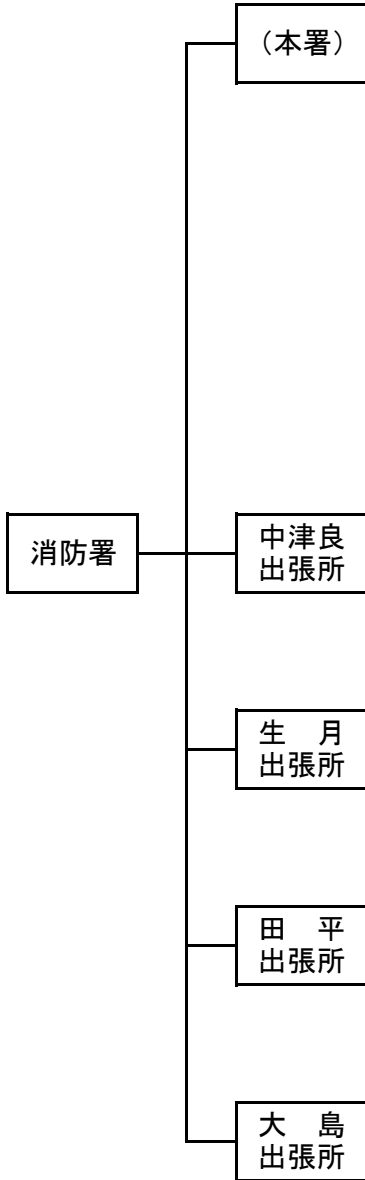 （本署）
消防署
中津良
出張所
生　月
出張所
田　平
出張所
大　島
出張所